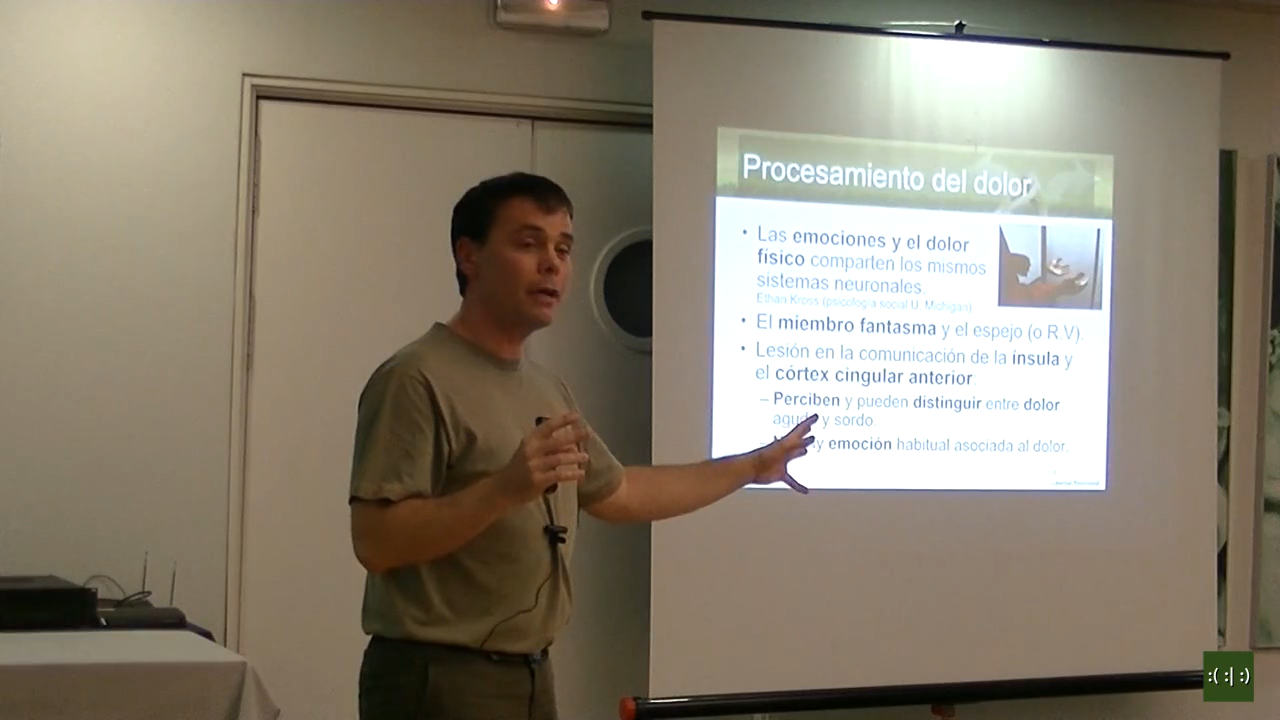 Procesamiento del dolor
• Las emociones y el dolor
físico comparten los mismos
sistemas neuronales.
Ethan Kross (psicología social U. Michigan)
• El miembro fantasma y el espejo (o R.V).
• Lesión en la comunicación de la ínsula y
el córtex cingular anterior.
– Perciben y pueden distinguir entre dolor
agudo y sordo.
– emoción habitual asociada al dolor.
:( :| :)